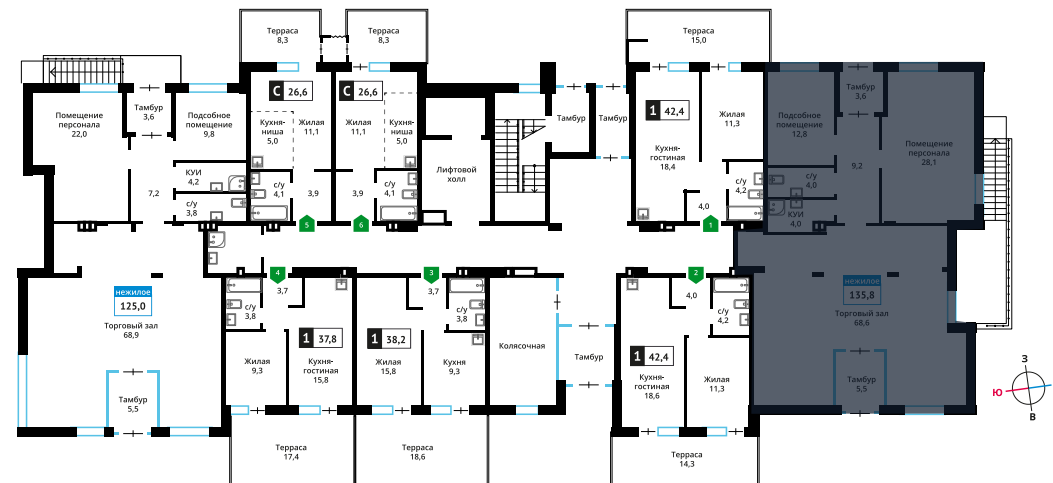 Терраса
8,3
Терраса
8,3
Терраса
15,0
С 26,6
С 26,6
1 42,4
Помещение
персонала
22,0
Тамбур
3,6
Подсобное
помещение
9,8
Кухня-
ниша
5,0
Жилая
11,1
Жилая
11,1
Кухня-
ниша
5,0
Лифтовой
холл
Тамбур
Тамбур
Кухня-
гостиная
18,4
Жилая
11,3
Подсобное
помещение
12,8
Тамбур
3,6
Помещение
персонала
28,1
7,2
КУИ
4,2
с/у
3,8
с/у
4,1
3,9
3,9
с/у
4,1
4,0
с/у
4,2
с/у
4,0
9,2
КУИ
4,0
5
6
1
4
3
2
3,7
3,7
4,0
с/у
3,8
с/у
3,8
с/у
4,2
нежилое
125,0
Торговый зал
68,9
нежилое
135,8
Торговый зал
68,6
1 37,8
1 38,2
1 42,4
Жилая
9,3
Кухня-
гостиная
15,8
Жилая
15,8
Кухня
9,3
Колясочная
Тамбур
Кухня-
гостиная
18,6
Жилая
11,3
Тамбур
5,5
Тамбур
5,5
Терраса
17,4
Терраса
18,6
Терраса
14,3
З
Ю
В